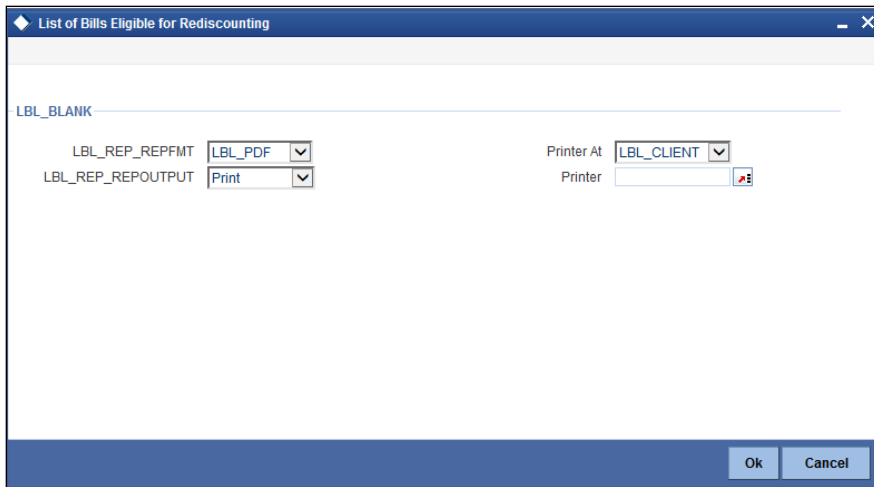 List of Bills Eligible for Rediscounting
LBL_BLANK
LBL_REP_REPFMT LBL_PDF Printer At LBL_CLIENT
LBL_REP_REPOUTPUT Print Printer
Ok Cancel